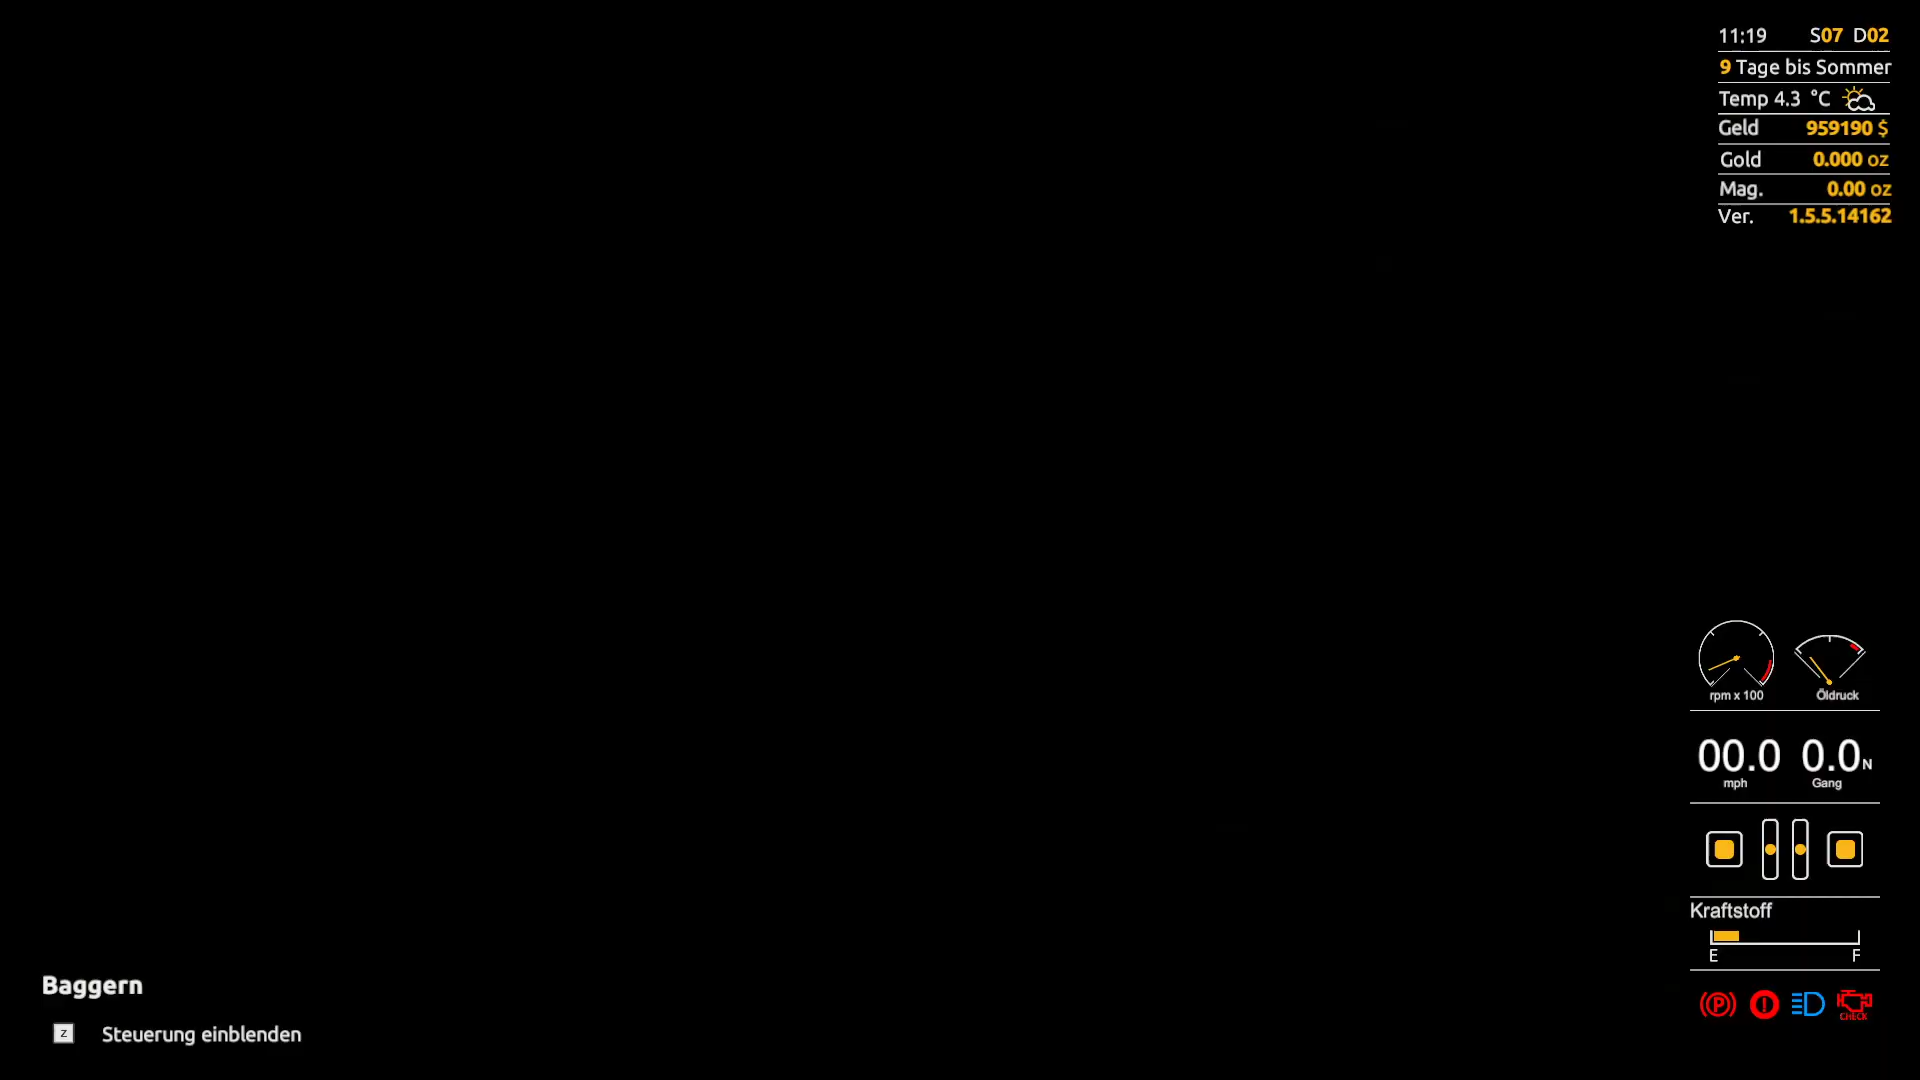 11:19 S07 D02
9 Tage bis Sommer
Temp 4.3 °C
Geld 959190 $
Gold 0.000 oz
Mag. 0.00 oz
Ver. 1.5.5.14162
rpm x 100 Öldruck
00.0 0.0 N
mph Gang
Kraftstoff
E F
Baggern
z Steuerung einblenden
P ! CHECK